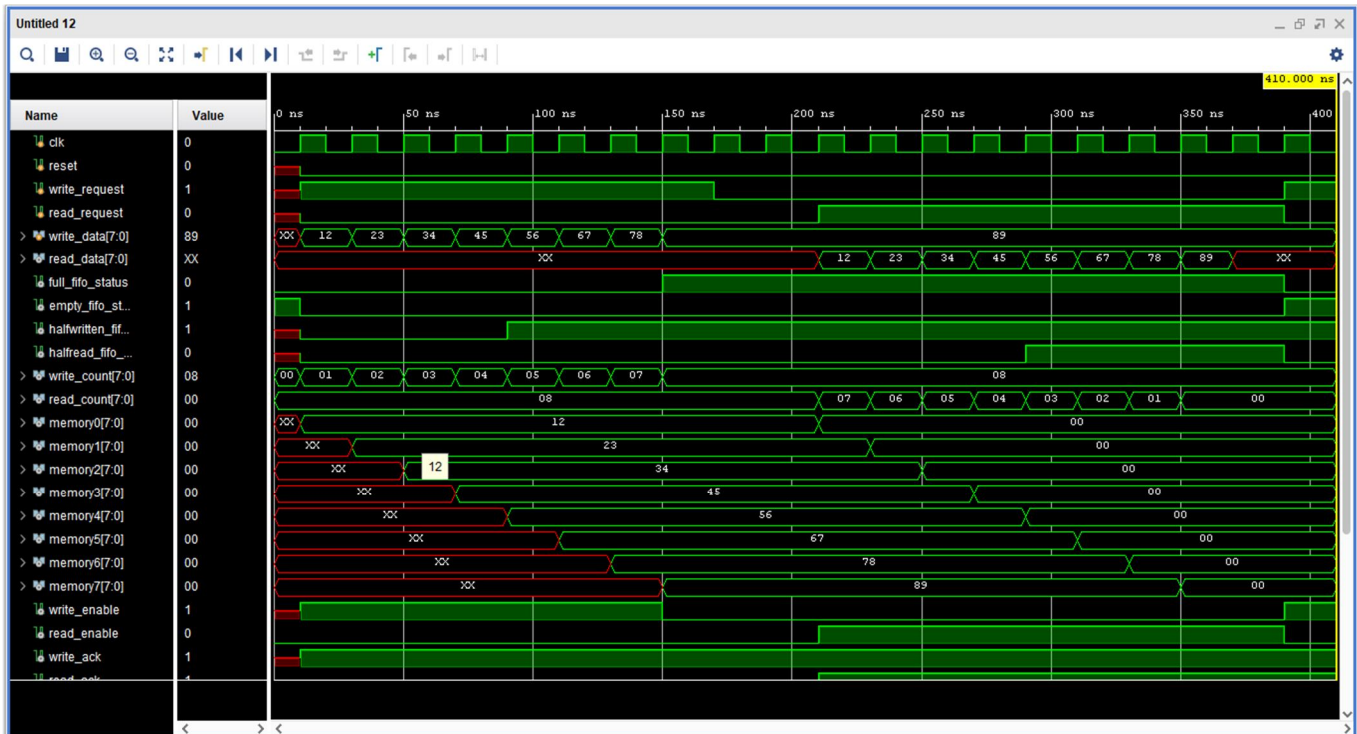 Untitled 12
410.000 ns
Name Value 0 ns 50 ns 100 ns 150 ns 200 ns 250 ns 300 ns 350 ns 400
clk 0
reset 0
write_request 1
read_request 0
write_data[7:0] 89 XX 12 23 34 45 56 67 78 89
read_data[7:0] XX XX 12 23 34 45 56 67 78 89 XX
full_fifo_status 0
empty_fifo_st... 1
halfwritten_fif... 1
halfread_fifo_... 0
write_count[7:0] 08 00 01 02 03 04 05 06 07 08
read_count[7:0] 00 08 07 06 05 04 03 02 01 00
memory0[7:0] 00 XX 12 00
memory1[7:0] 00 XX 23 00
memory2[7:0] 00 XX 12 34 00
memory3[7:0] 00 XX 45 00
memory4[7:0] 00 XX 56 00
memory5[7:0] 00 XX 67 00
memory6[7:0] 00 XX 78 00
memory7[7:0] 00 XX 89 00
write_enable 1
read_enable 0
write_ack 1
read_ack 1